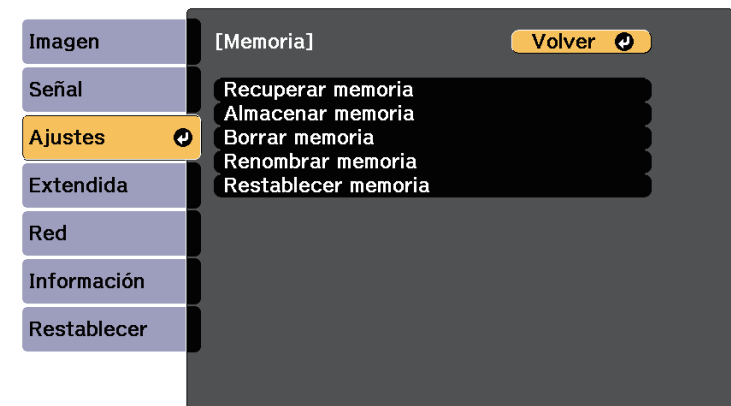 Imagen
Señal
Ajustes
Extendida
Red
Información
Restablecer
[Memoria]
Volver
Recuperar memoria
Almacenar memoria
Borrar memoria
Renombrar memoria
Restablecer memoria